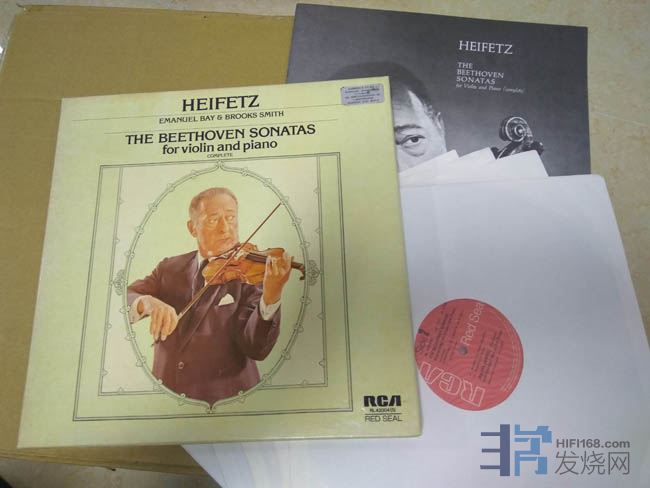 HEIFETZ
EMANUEL BAY & BROOKS SMITH
THE BEETHOVEN SONATAS
for violin and piano
COMPLETE
RCA
RED SEAL
HEIFETZ
THE
BEETHOVEN
SONATAS
for Violin and Piano (complete)
RCA Red Seal
HIFI168.com
发烧网